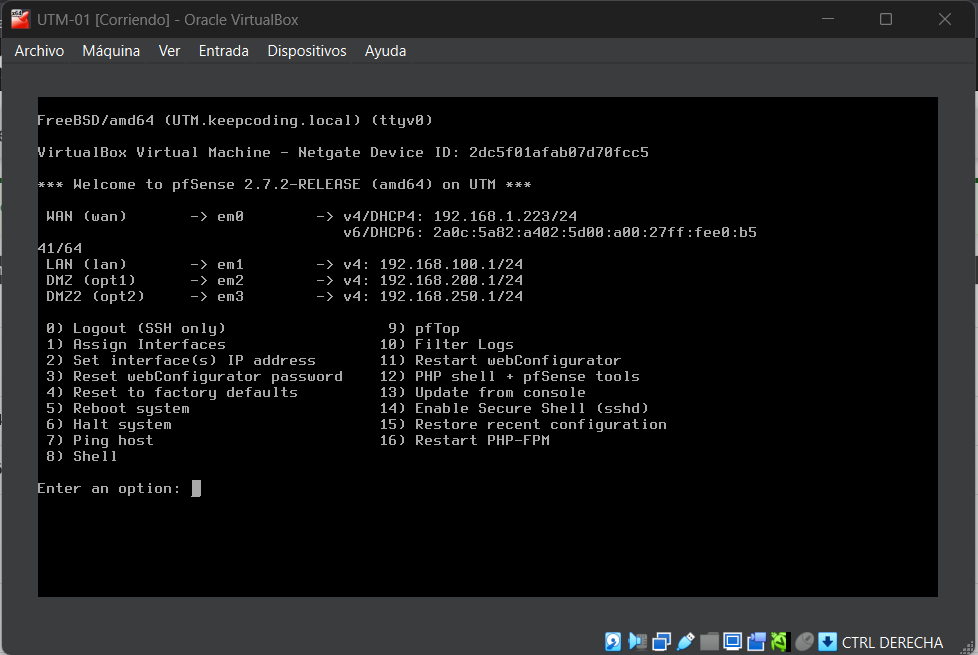 UTM-01 [Corriendo] - Oracle VirtualBox
Archivo Máquina Ver Entrada Dispositivos Ayuda
FreeBSD/amd64 (UTM.keepcoding.local) (ttyv0)
VirtualBox Virtual Machine - Netgate Device ID: 2dc5f01afab07d70fcc5
*** Welcome to pfSense 2.7.2-RELEASE (amd64) on UTM ***
WAN (wan) -> em0 -> v4/DHCP4: 192.168.1.223/24
v6/DHCP6: 2a0c:5a82:a402:5d00:a00:27ff:fee0:b5
41/64
LAN (lan) -> em1 -> v4: 192.168.100.1/24
DMZ (opt1) -> em2 -> v4: 192.168.200.1/24
DMZ2 (opt2) -> em3 -> v4: 192.168.250.1/24
0) Logout (SSH only) 9) pfTop
1) Assign Interfaces 10) Filter Logs
2) Set interface(s) IP address 11) Restart webConfigurator
3) Reset webConfigurator password 12) PHP shell + pfSense tools
4) Reset to factory defaults 13) Update from console
5) Reboot system 14) Enable Secure Shell (sshd)
6) Halt system 15) Restore recent configuration
7) Ping host 16) Restart PHP-FPM
8) Shell
Enter an option:
CTRL DERECHA